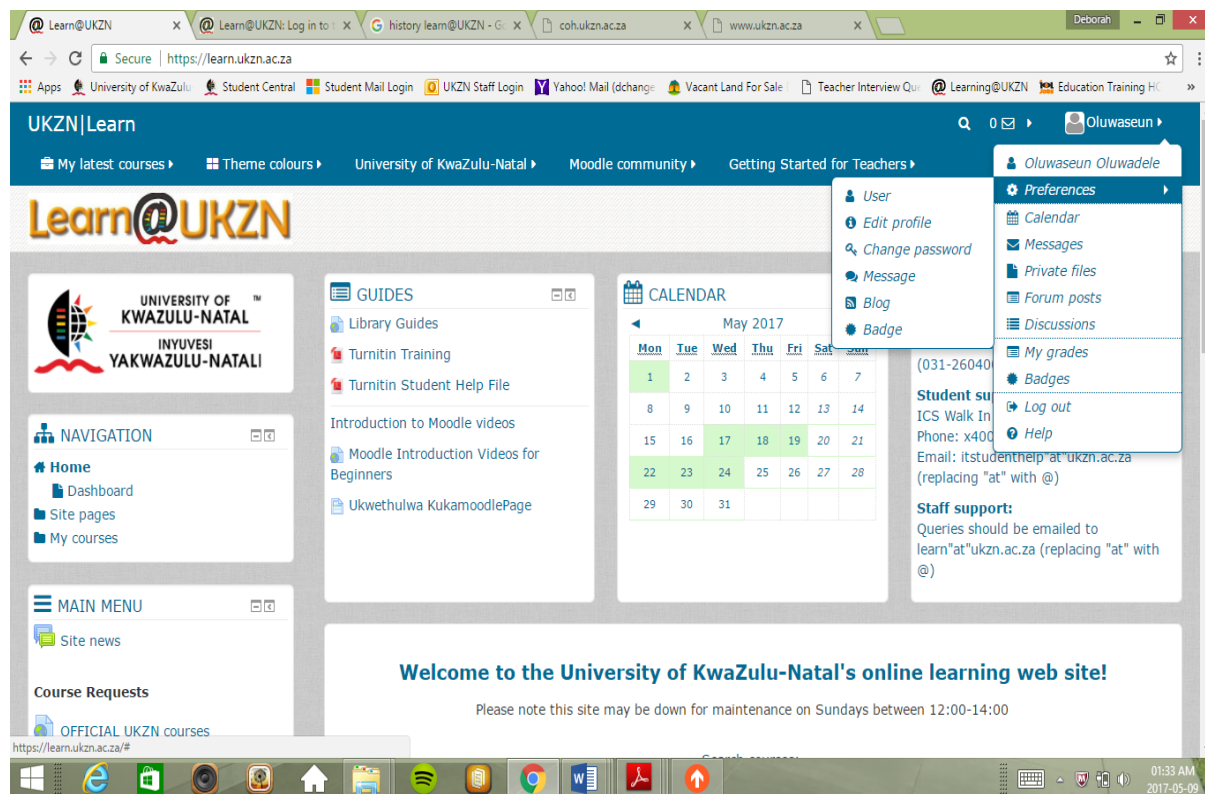 Learn@UKZN
Learn@UKZN: Log in to t
history learn@UKZN - Go
coh.ukzn.ac.za
www.ukzn.ac.za
Deborah
Secure | https://learn.ukzn.ac.za
Apps University of KwaZulu Student Central Student Mail Login UKZN Staff Login Yahoo! Mail (dchange Vacant Land For Sale Teacher Interview Que Learning@UKZN Education Training HC »
UKZN|Learn
0
Oluwaseun
My latest courses
Theme colours
University of KwaZulu-Natal
Moodle community
Getting Started for Teachers
Oluwaseun Oluwadele
Preferences
Calendar
Messages
Private files
Forum posts
Discussions
My grades
Badges
Log out
Help
User
Edit profile
Change password
Message
Blog
Badge
Learn@UKZN
UNIVERSITY OF ™
KWAZULU-NATAL
INYUVESI
YAKWAZULU-NATALI
NAVIGATION
Home
Dashboard
Site pages
My courses
MAIN MENU
Site news
Course Requests
OFFICIAL UKZN courses
GUIDES
Library Guides
Turnitin Training
Turnitin Student Help File
Introduction to Moodle videos
Moodle Introduction Videos for
Beginners
Ukwethulwa KukamoodlePage
CALENDAR
May 2017
Mon Tue Wed Thu Fri Sat Sun
1 2 3 4 5 6 7
8 9 10 11 12 13 14
15 16 17 18 19 20 21
22 23 24 25 26 27 28
29 30 31
(031-26040
Student su
ICS Walk In
Phone: x400
Email: itstudenthelp"at"ukzn.ac.za
(replacing "at" with @)
Staff support:
Queries should be emailed to
learn"at"ukzn.ac.za (replacing "at" with
@)
Welcome to the University of KwaZulu-Natal's online learning web site!
Please note this site may be down for maintenance on Sundays between 12:00-14:00
Search courses:
https://learn.ukzn.ac.za/#
01:33 AM
2017-05-09